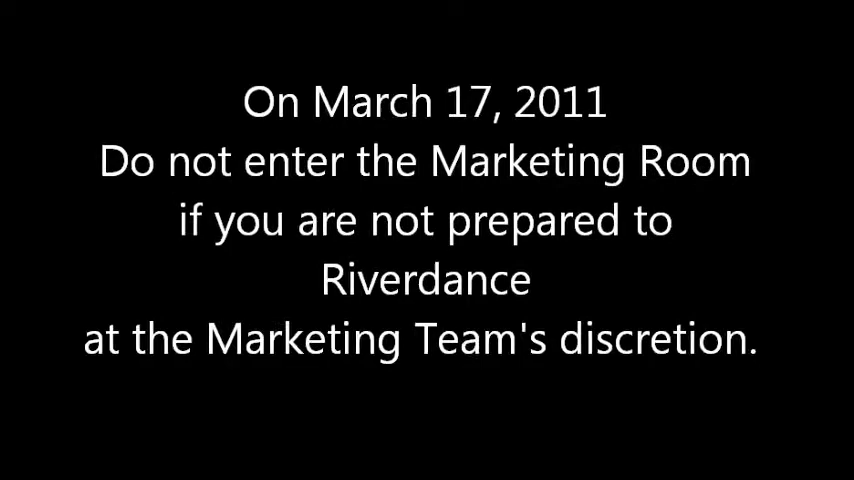 On March 17, 2011
Do not enter the Marketing Room
if you are not prepared to
Riverdance
at the Marketing Team's discretion.